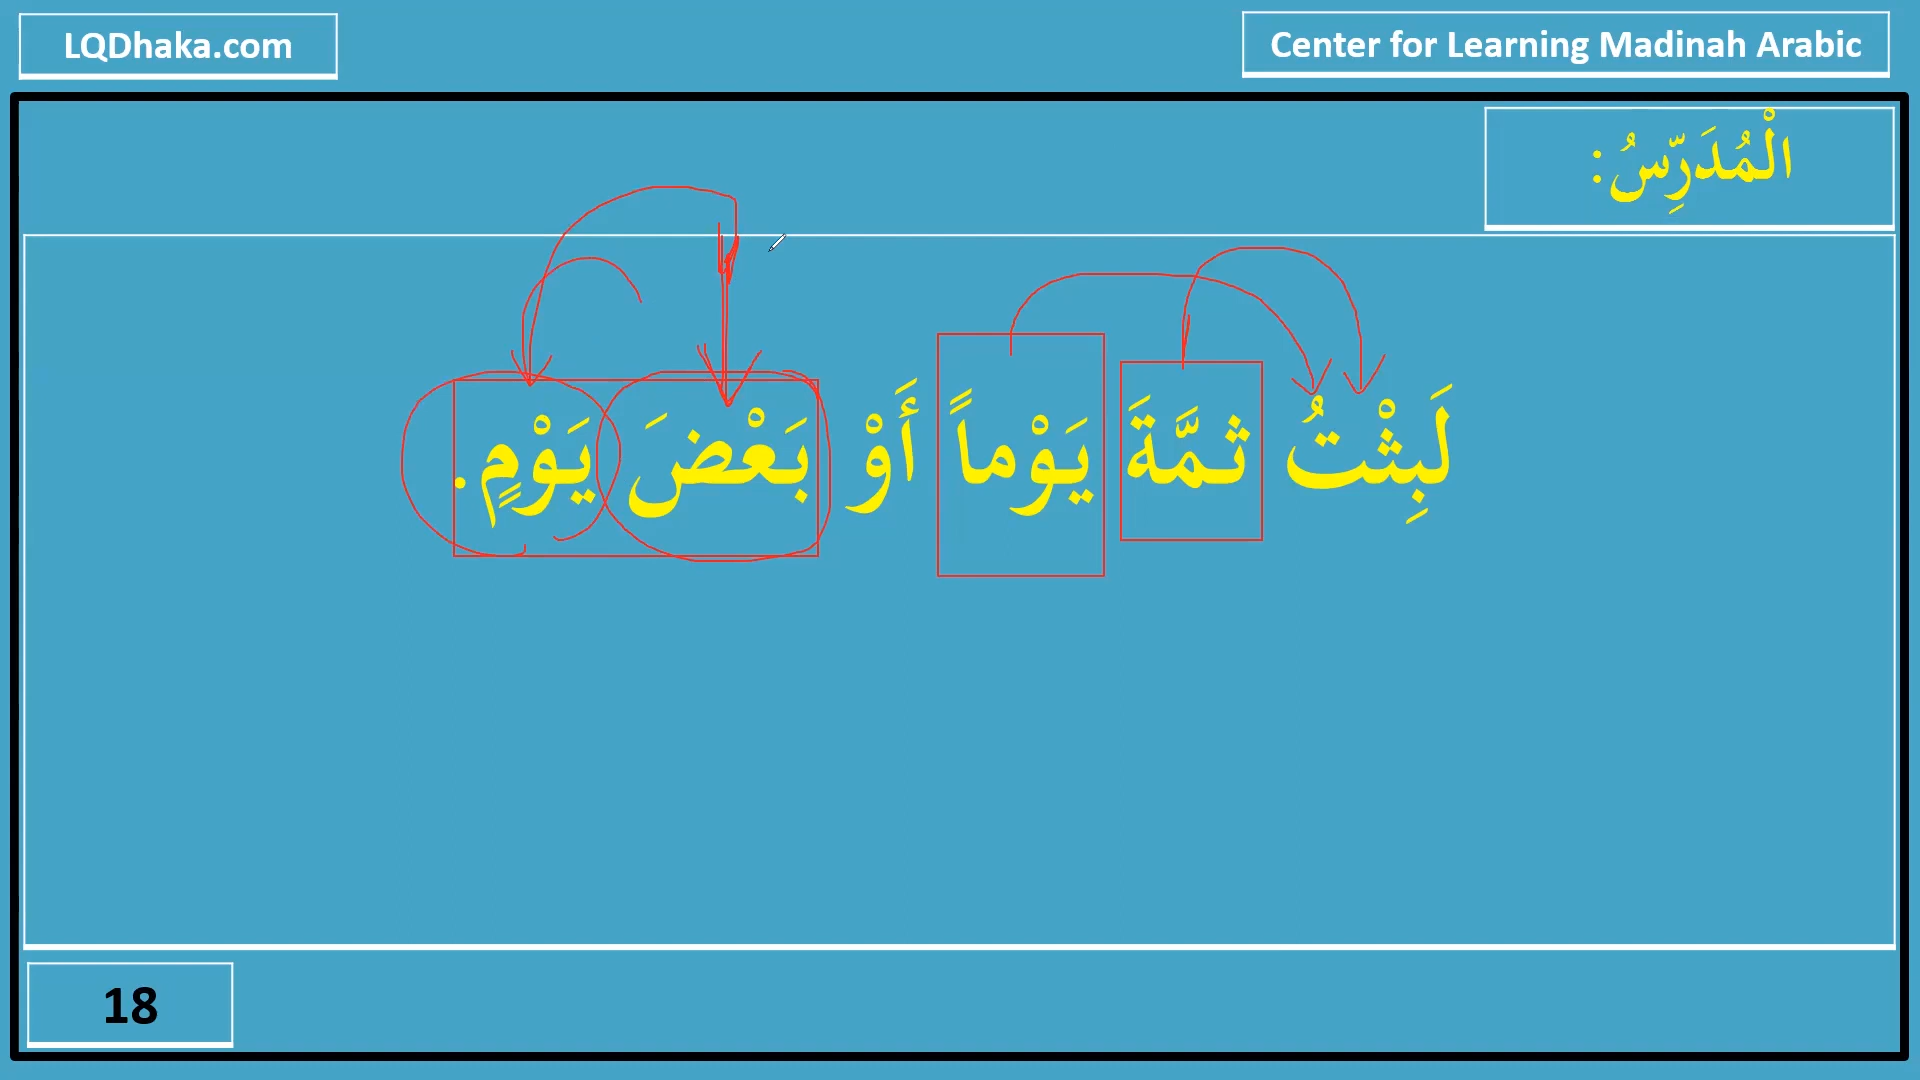 LQDhaka.com
Center for Learning Madinah Arabic
الْمُدَرِّسُ:
لَبِثْتُ ثَمَّةَ يَوْماً أَوْ بَعْضَ يَوْمٍ.
18